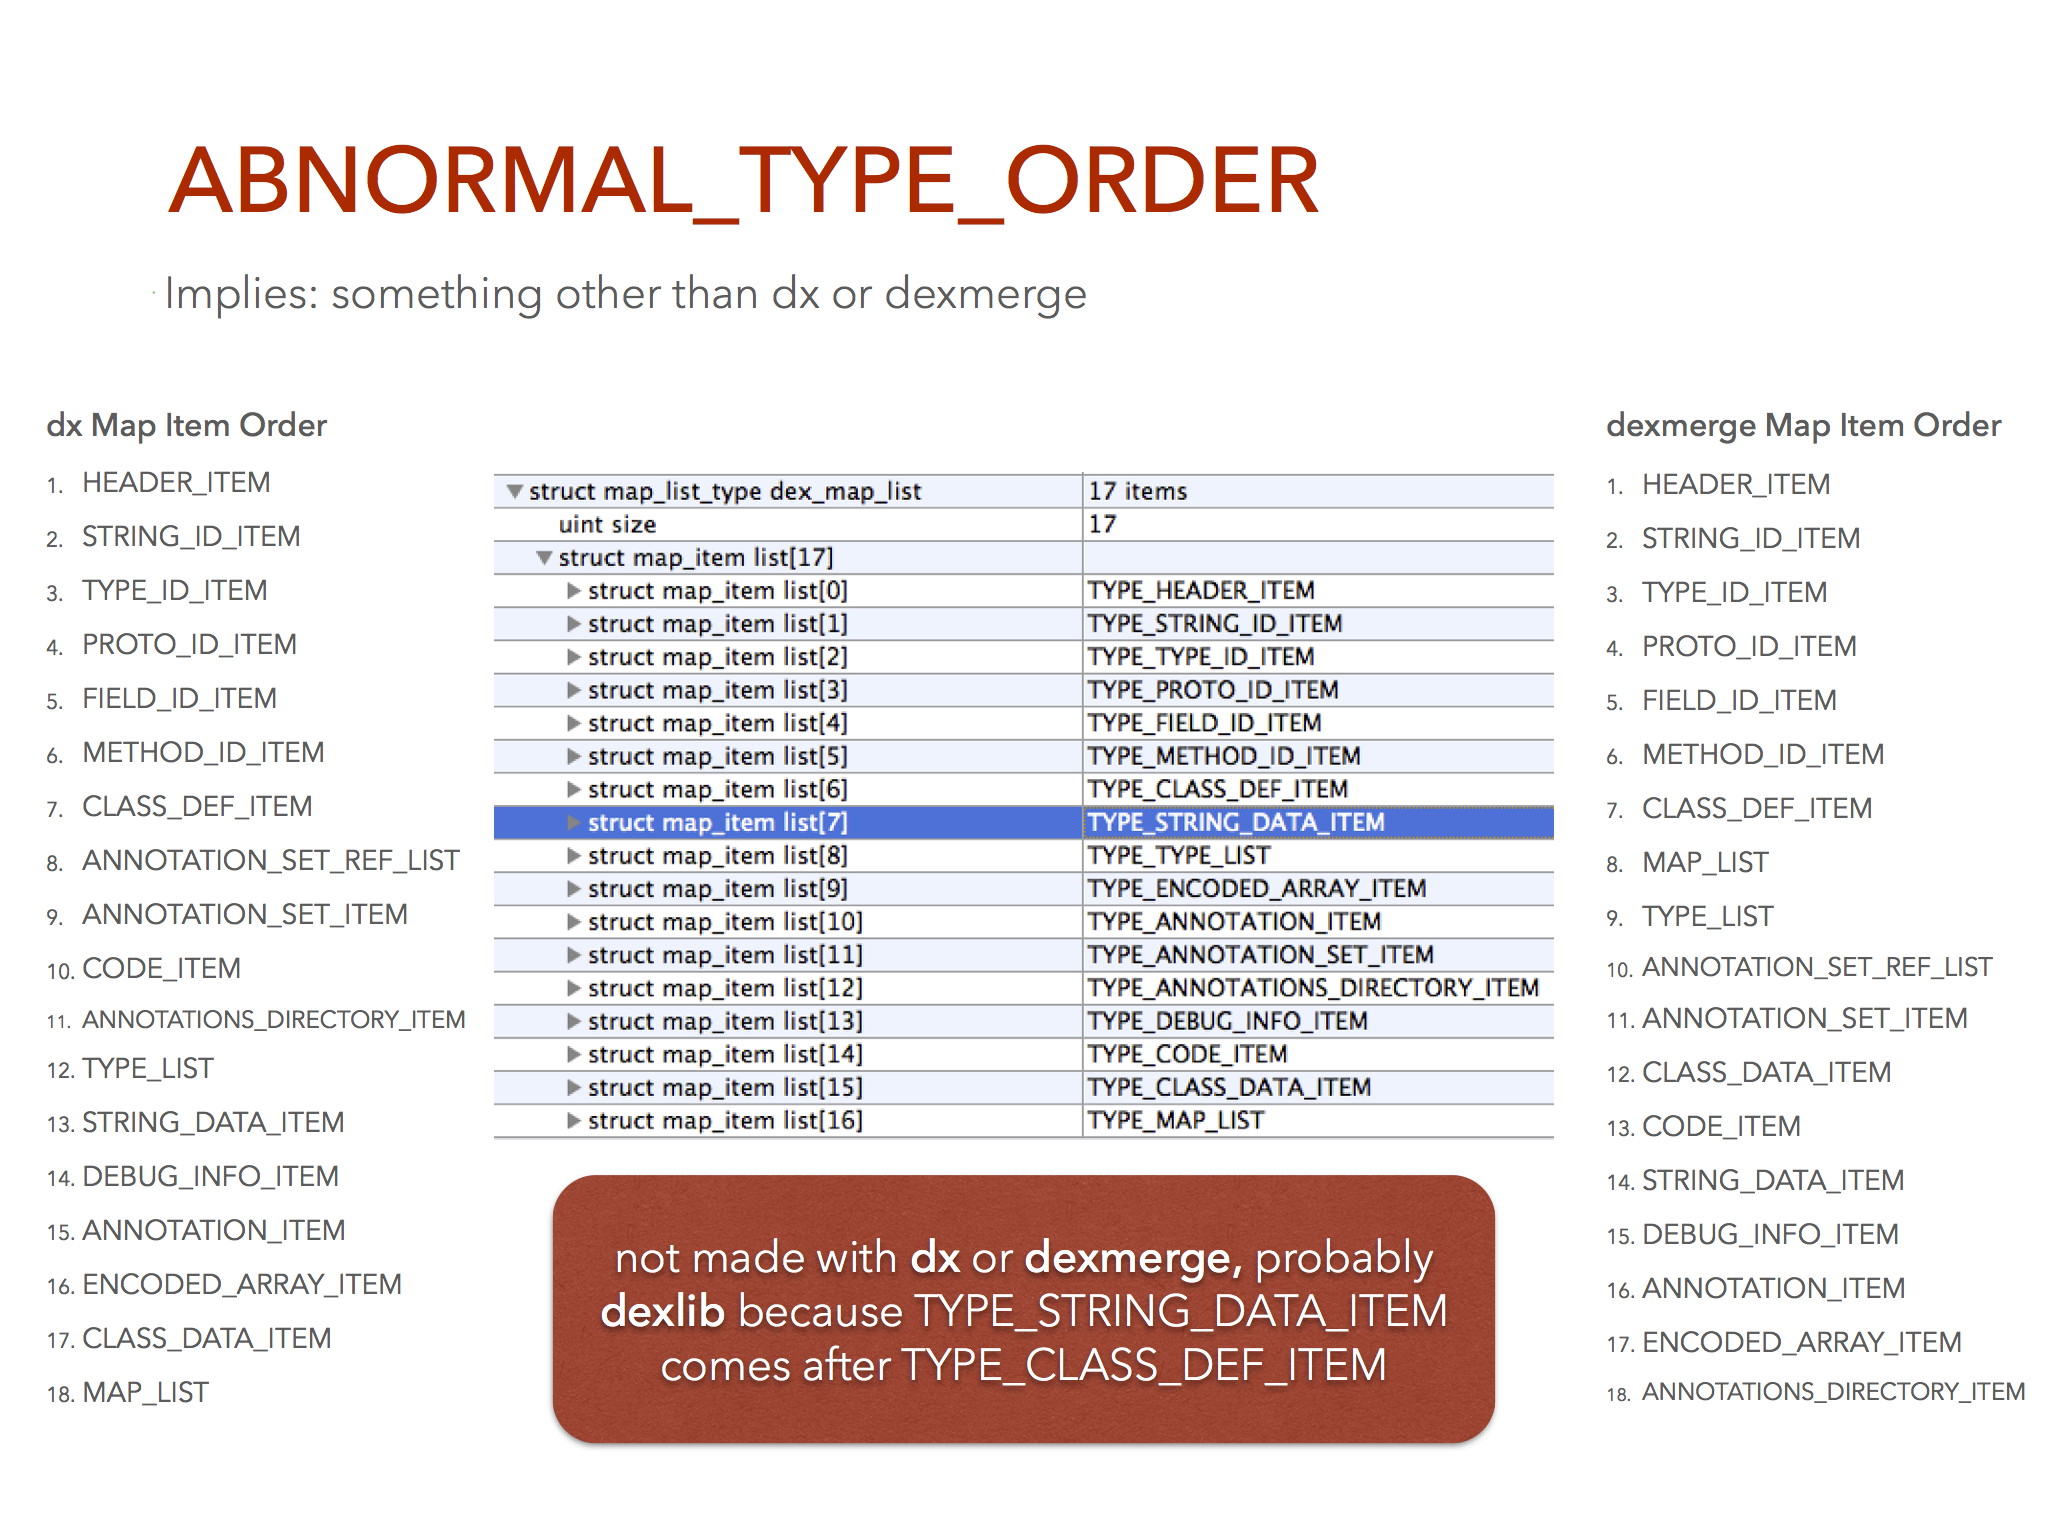 ABNORMAL_TYPE_ORDER
Implies: something other than dx or dexmerge
dx Map Item Order
1. HEADER_ITEM
2. STRING_ID_ITEM
3. TYPE_ID_ITEM
4. PROTO_ID_ITEM
5. FIELD_ID_ITEM
6. METHOD_ID_ITEM
7. CLASS_DEF_ITEM
8. ANNOTATION_SET_REF_LIST
9. ANNOTATION_SET_ITEM
10. CODE_ITEM
11. ANNOTATIONS_DIRECTORY_ITEM
12. TYPE_LIST
13. STRING_DATA_ITEM
14. DEBUG_INFO_ITEM
15. ANNOTATION_ITEM
16. ENCODED_ARRAY_ITEM
17. CLASS_DATA_ITEM
18. MAP_LIST
struct map_list_type dex_map_list 17 items
uint size 17
struct map_item list[17]
struct map_item list[0] TYPE_HEADER_ITEM
struct map_item list[1] TYPE_STRING_ID_ITEM
struct map_item list[2] TYPE_TYPE_ID_ITEM
struct map_item list[3] TYPE_PROTO_ID_ITEM
struct map_item list[4] TYPE_FIELD_ID_ITEM
struct map_item list[5] TYPE_METHOD_ID_ITEM
struct map_item list[6] TYPE_CLASS_DEF_ITEM
struct map_item list[7] TYPE_STRING_DATA_ITEM
struct map_item list[8] TYPE_TYPE_LIST
struct map_item list[9] TYPE_ENCODED_ARRAY_ITEM
struct map_item list[10] TYPE_ANNOTATION_ITEM
struct map_item list[11] TYPE_ANNOTATION_SET_ITEM
struct map_item list[12] TYPE_ANNOTATIONS_DIRECTORY_ITEM
struct map_item list[13] TYPE_DEBUG_INFO_ITEM
struct map_item list[14] TYPE_CODE_ITEM
struct map_item list[15] TYPE_CLASS_DATA_ITEM
struct map_item list[16] TYPE_MAP_LIST
not made with dx or dexmerge, probably
dexlib because TYPE_STRING_DATA_ITEM
comes after TYPE_CLASS_DEF_ITEM
dexmerge Map Item Order
1. HEADER_ITEM
2. STRING_ID_ITEM
3. TYPE_ID_ITEM
4. PROTO_ID_ITEM
5. FIELD_ID_ITEM
6. METHOD_ID_ITEM
7. CLASS_DEF_ITEM
8. MAP_LIST
9. TYPE_LIST
10. ANNOTATION_SET_REF_LIST
11. ANNOTATION_SET_ITEM
12. CLASS_DATA_ITEM
13. CODE_ITEM
14. STRING_DATA_ITEM
15. DEBUG_INFO_ITEM
16. ANNOTATION_ITEM
17. ENCODED_ARRAY_ITEM
18. ANNOTATIONS_DIRECTORY_ITEM